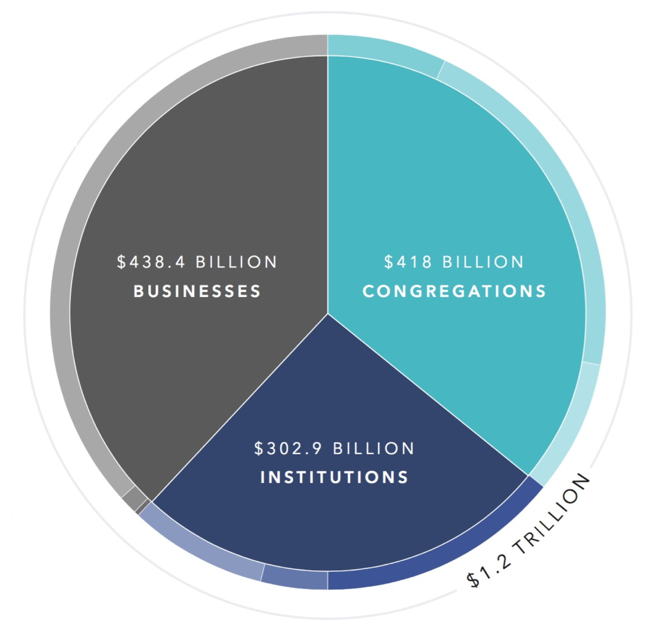 $438.4 BILLION
BUSINESSES
$418 BILLION
CONGREGATIONS
$302.9 BILLION
INSTITUTIONS
$1.2 TRILLION